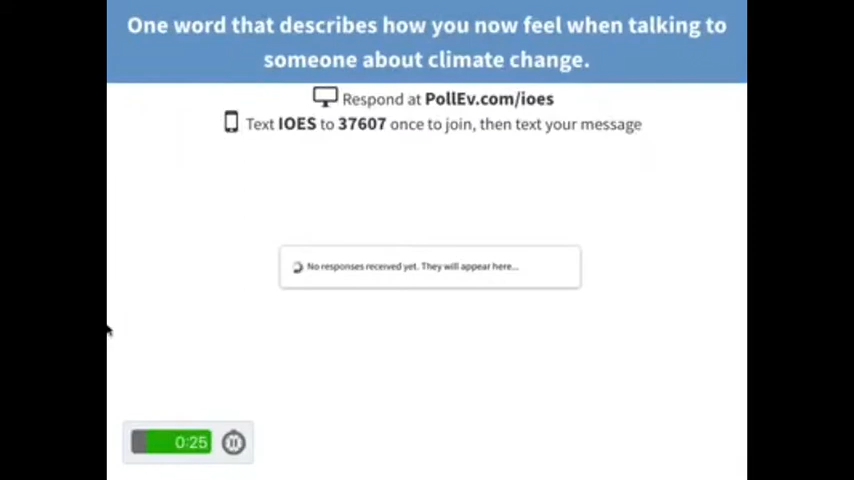 One word that describes how you now feel when talking to
someone about climate change.
Respond at PollEv.com/ioes
Text IOES to 37607 once to join, then text your message
No responses received yet. They will appear here...
0:25